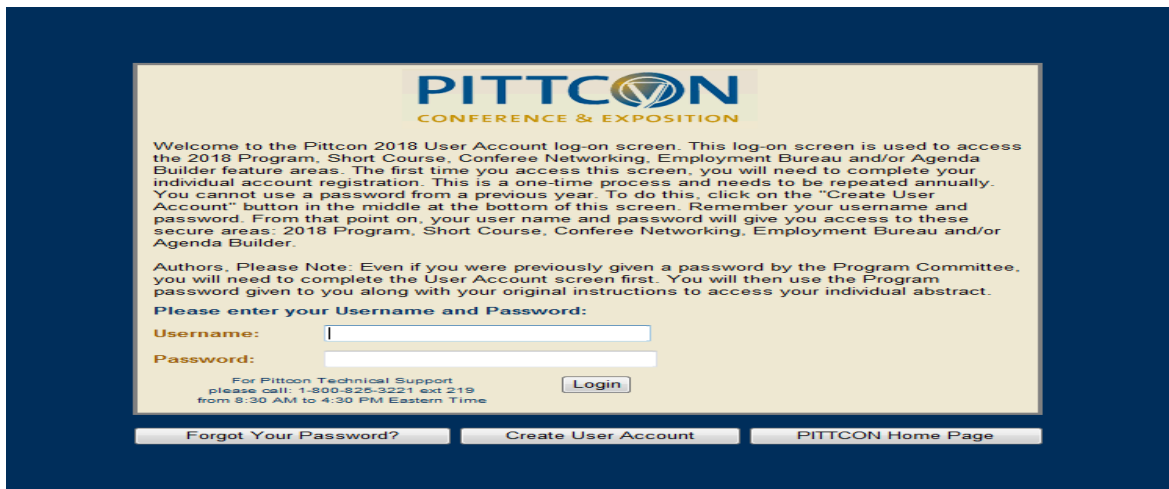 PITTCON
CONFERENCE & EXPOSITION
Welcome to the Pittcon 2018 User Account log-on screen. This log-on screen is used to access
the 2018 Program, Short Course, Conferee Networking, Employment Bureau and/or Agenda
Builder feature areas. The first time you access this screen, you will need to complete your
individual account registration. This is a one-time process and needs to be repeated annually.
You cannot use a password from a previous year. To do this, click on the "Create User
Account" button in the middle at the bottom of this screen. Remember your username and
password. From that point on, your user name and password will give you access to these
secure areas: 2018 Program, Short Course, Conferee Networking, Employment Bureau and/or
Agenda Builder.
Authors, Please Note: Even if you were previously given a password by the Program Committee,
you will need to complete the User Account screen first. You will then use the Program
password given to you along with your original instructions to access your individual abstract.
Please enter your Username and Password:
Username:
Password:
For Pittcon Technical Support
please call: 1-800-825-3221 ext 219
from 8:30 AM to 4:30 PM Eastern Time
Login
Forgot Your Password?
Create User Account
PITTCON Home Page